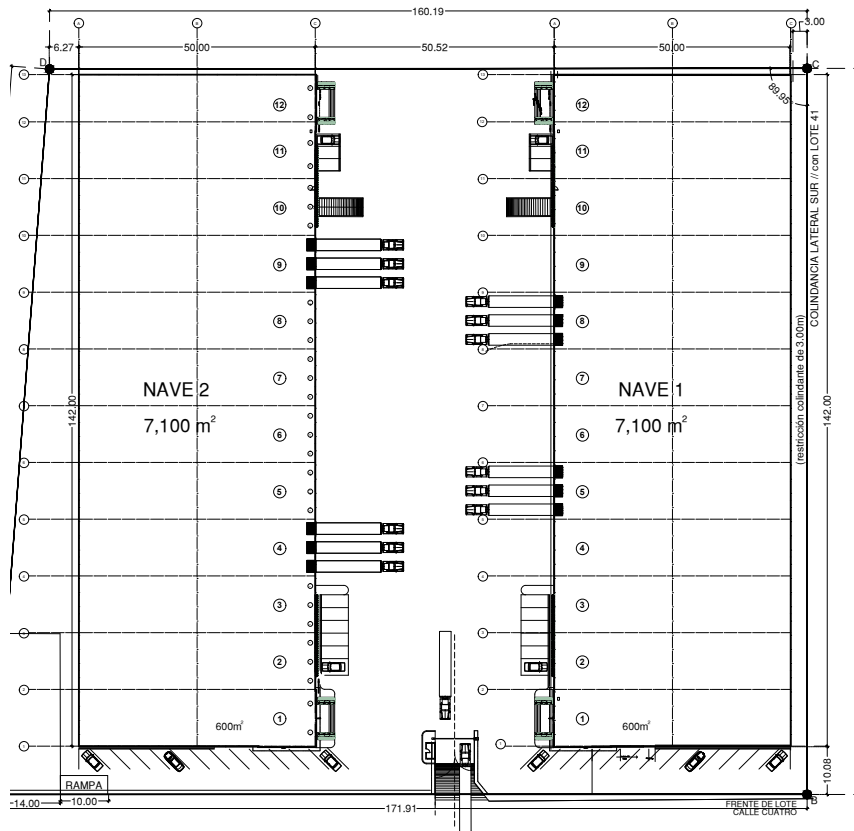 160.19
A
B
C
A
B
C
3.00
6.27
50.00
50.52
50.00
D
C
89.95
12
12
11
11
10
10
9
9
8
8
7
7
6
6
5
5
4
4
3
3
2
2
1
1
COLINDANCIA LATERAL SUR // con LOTE 41
(restricción colindante de 3.00m)
142.00
142.00
NAVE 2
7,100 m²
NAVE 1
7,100 m²
600m²
600m²
10.08
RAMPA
14.00
10.00
171.91
B
FRENTE DE LOTE
CALLE CUATRO